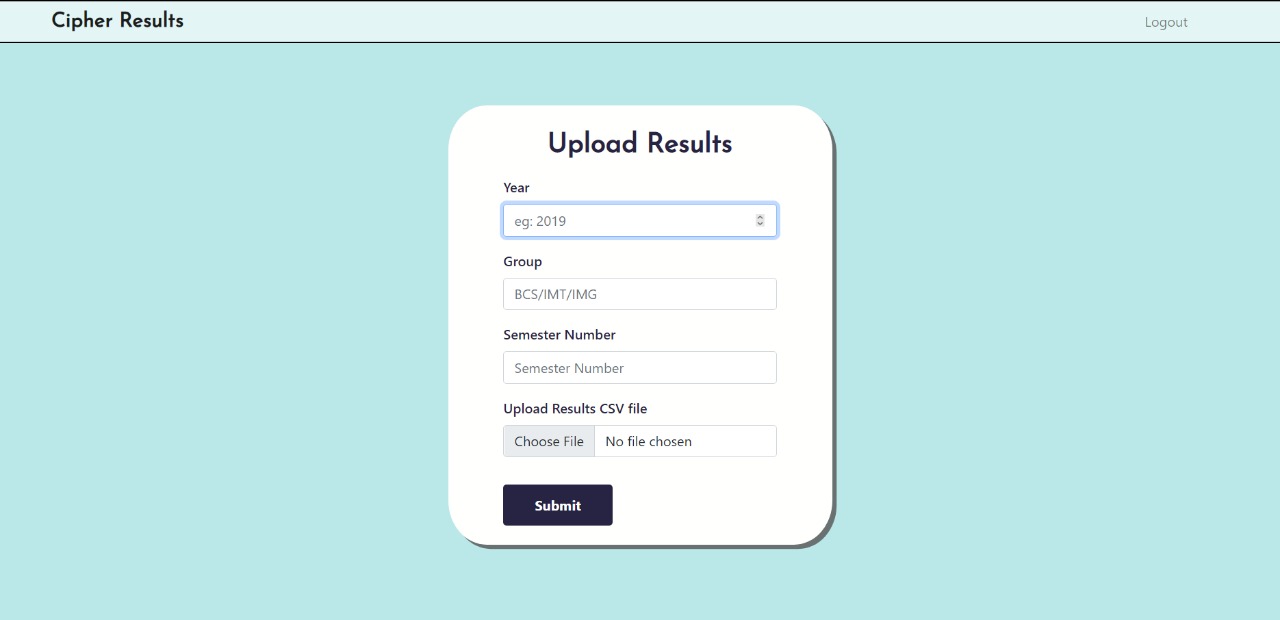 Cipher Results
Logout
Upload Results
Year
eg: 2019
Group
BCS/IMT/IMG
Semester Number
Semester Number
Upload Results CSV file
Choose File No file chosen
Submit